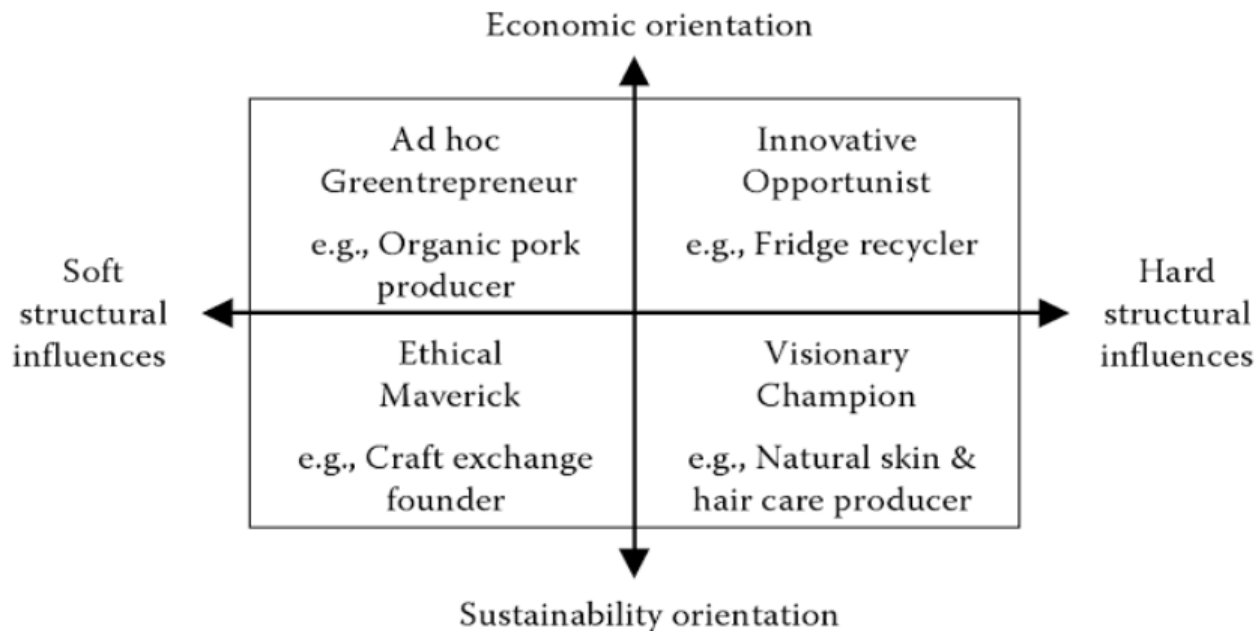 Economic orientation
Ad hoc
Greentrepreneur
e.g., Organic pork
producer
Innovative
Opportunist
e.g., Fridge recycler
Soft
structural
influences
Hard
structural
influences
Ethical
Maverick
e.g., Craft exchange
founder
Visionary
Champion
e.g., Natural skin &
hair care producer
Sustainability orientation